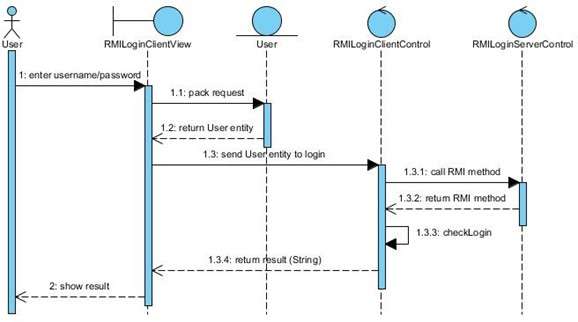 User
RMILoginClientView
User
RMILoginClientControl
RMILoginServerControl
1: enter username/password
1.1: pack request
1.2: return User entity
1.3: send User entity to login
1.3.1: call RMI method
1.3.2: return RMI method
1.3.3: checkLogin
1.3.4: return result (String)
2: show result